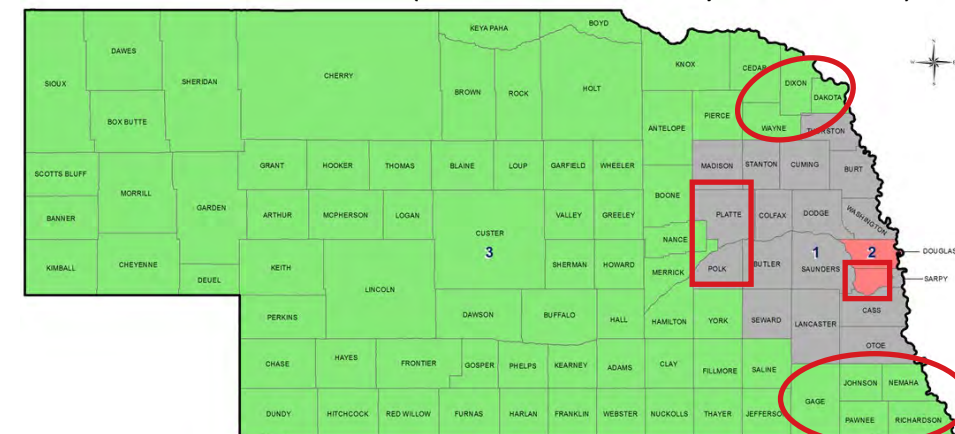 BOYD
KEYA PAHA
KNOX
CEDAR
DAWES
SIOUX
SHERIDAN
CHERRY
DIXON
BROWN
ROCK
HOLT
DAKOTA
PIERCE
BOX BUTTE
ANTELOPE
WAYNE
THURSTON
GRANT
HOOKER
THOMAS
BLAINE
LOUP
GARFIELD
WHEELER
MADISON
STANTON
CUMING
BURT
SCOTTS BLUFF
MORRILL
BOONE
GARDEN
ARTHUR
MCPHERSON
LOGAN
VALLEY
GREELEY
PLATTE
COLFAX
DODGE
WASHINGTON
BANNER
CUSTER
NANCE
3
1
2
DOUGLAS
KIMBALL
CHEYENNE
KEITH
SHERMAN
HOWARD
MERRICK
POLK
BUTLER
SAUNDERS
SARPY
DEUEL
LINCOLN
CASS
PERKINS
DAWSON
BUFFALO
HALL
HAMILTON
YORK
SEWARD
LANCASTER
OTOE
CHASE
HAYES
FRONTIER
GOSPER
PHELPS
KEARNEY
ADAMS
CLAY
FILLMORE
SALINE
JOHNSON
NEMAHA
GAGE
DUNDY
HITCHCOCK
RED WILLOW
FURNAS
HARLAN
FRANKLIN
WEBSTER
NUCKOLLS
THAYER
JEFFERSO
PAWNEE
RICHARDSON